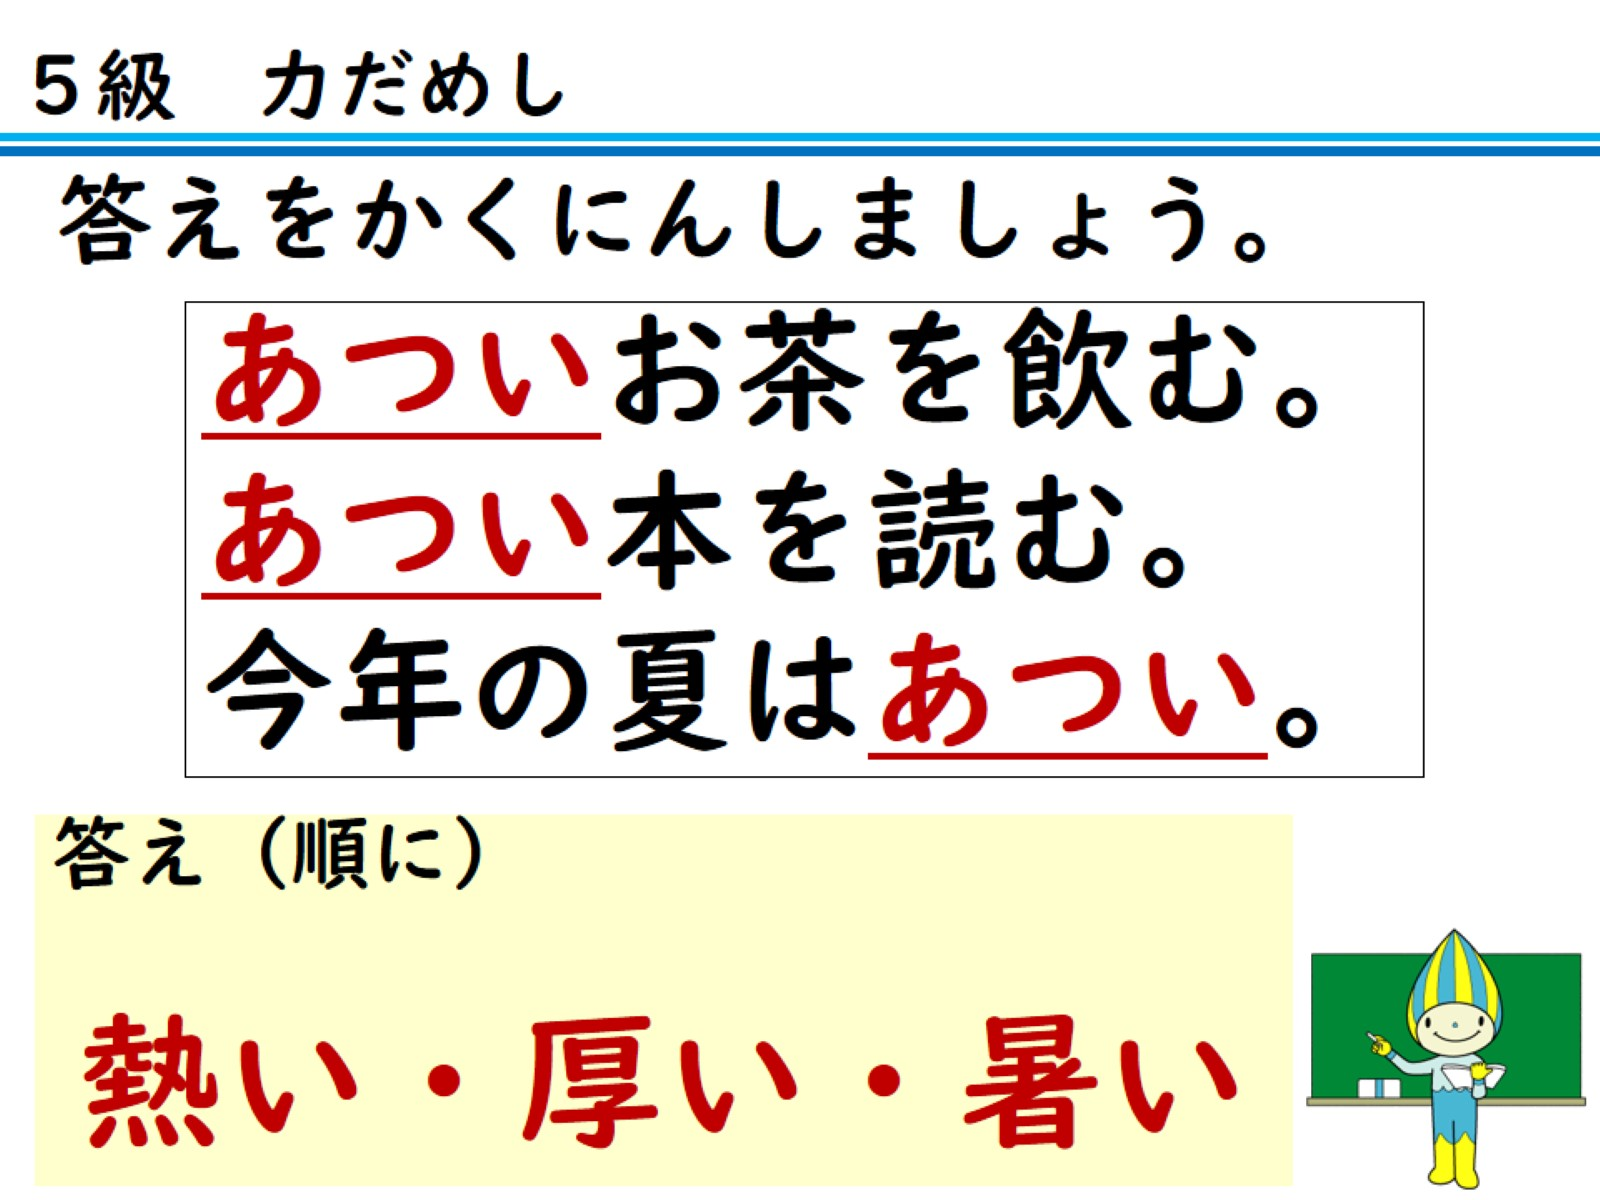 ５級　力だめし
答えをかくにんしましょう。
あついお茶を飲む。
あつい本を読む。
今年の夏はあつい。
答え（順に）
熱い・厚い・暑い